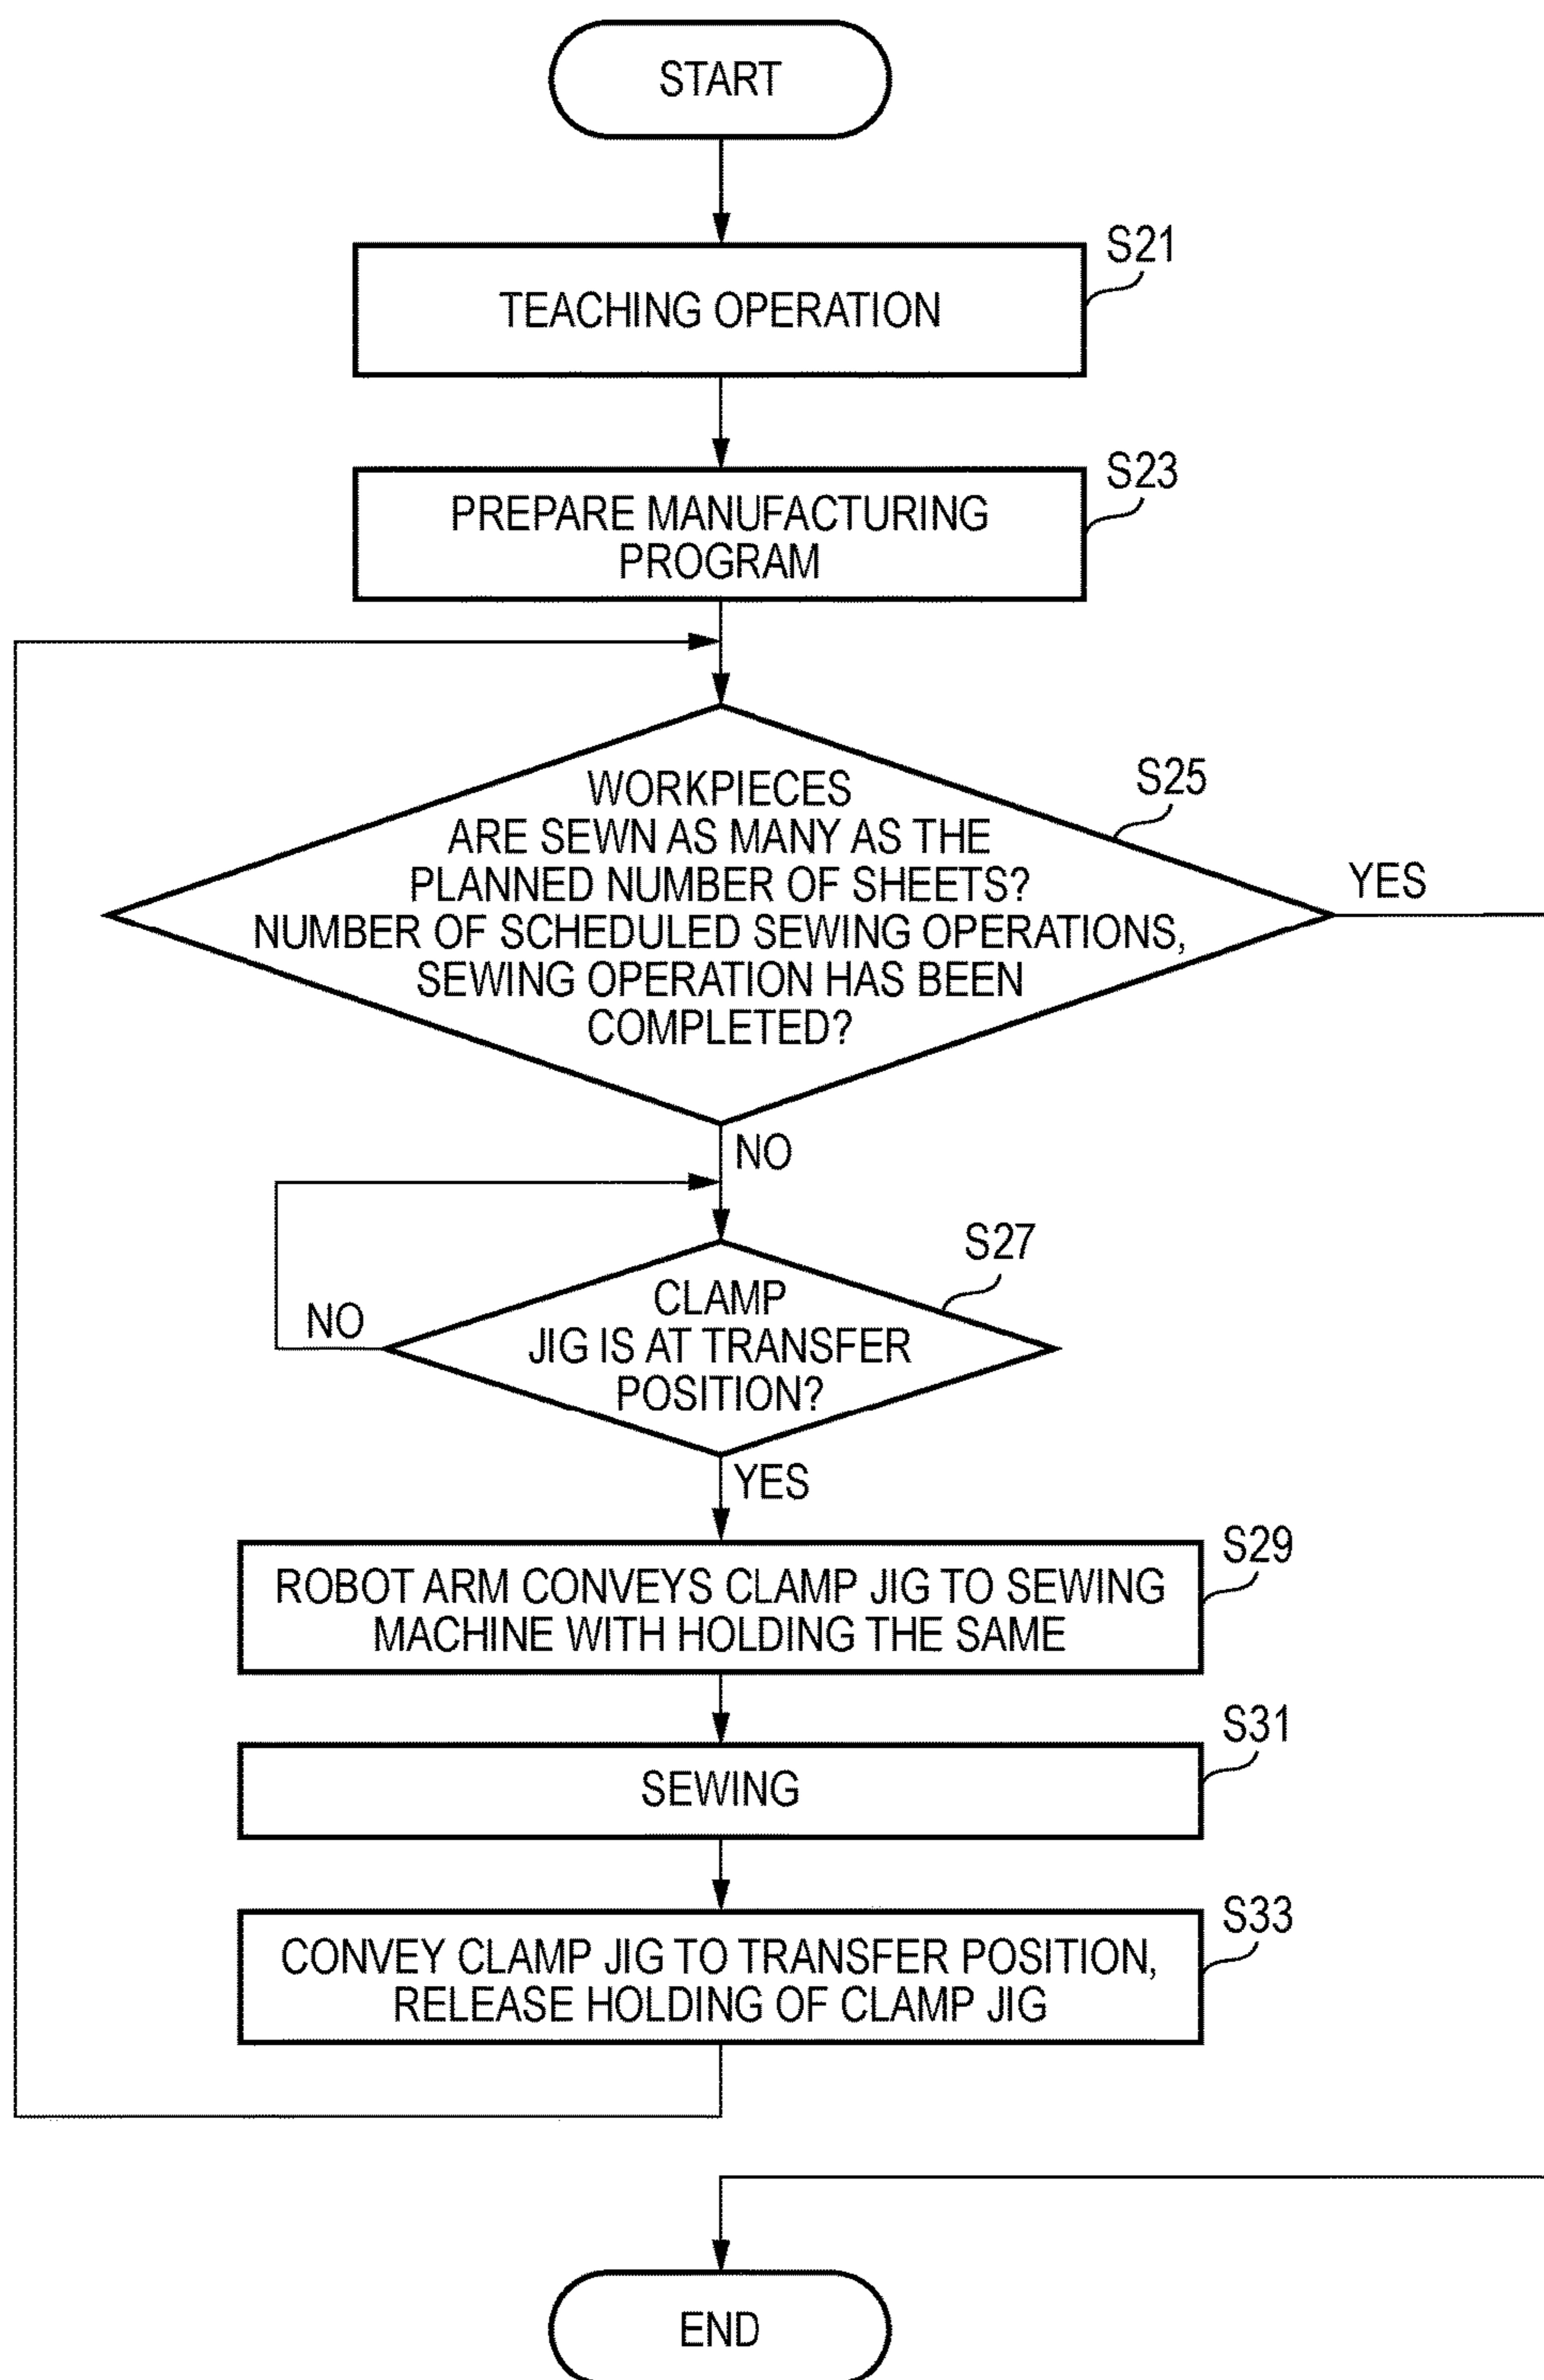 START
S21
TEACHING OPERATION
S23
PREPARE MANUFACTURING
PROGRAM
S25
WORKPIECES
ARE SEWN AS MANY AS THE
PLANNED NUMBER OF SHEETS?
NUMBER OF SCHEDULED SEWING OPERATIONS,
SEWING OPERATION HAS BEEN
COMPLETED?
YES
NO
S27
CLAMP
JIG IS AT TRANSFER
POSITION?
NO
YES
S29
ROBOT ARM CONVEYS CLAMP JIG TO SEWING
MACHINE WITH HOLDING THE SAME
S31
SEWING
S33
CONVEY CLAMP JIG TO TRANSFER POSITION,
RELEASE HOLDING OF CLAMP JIG
END